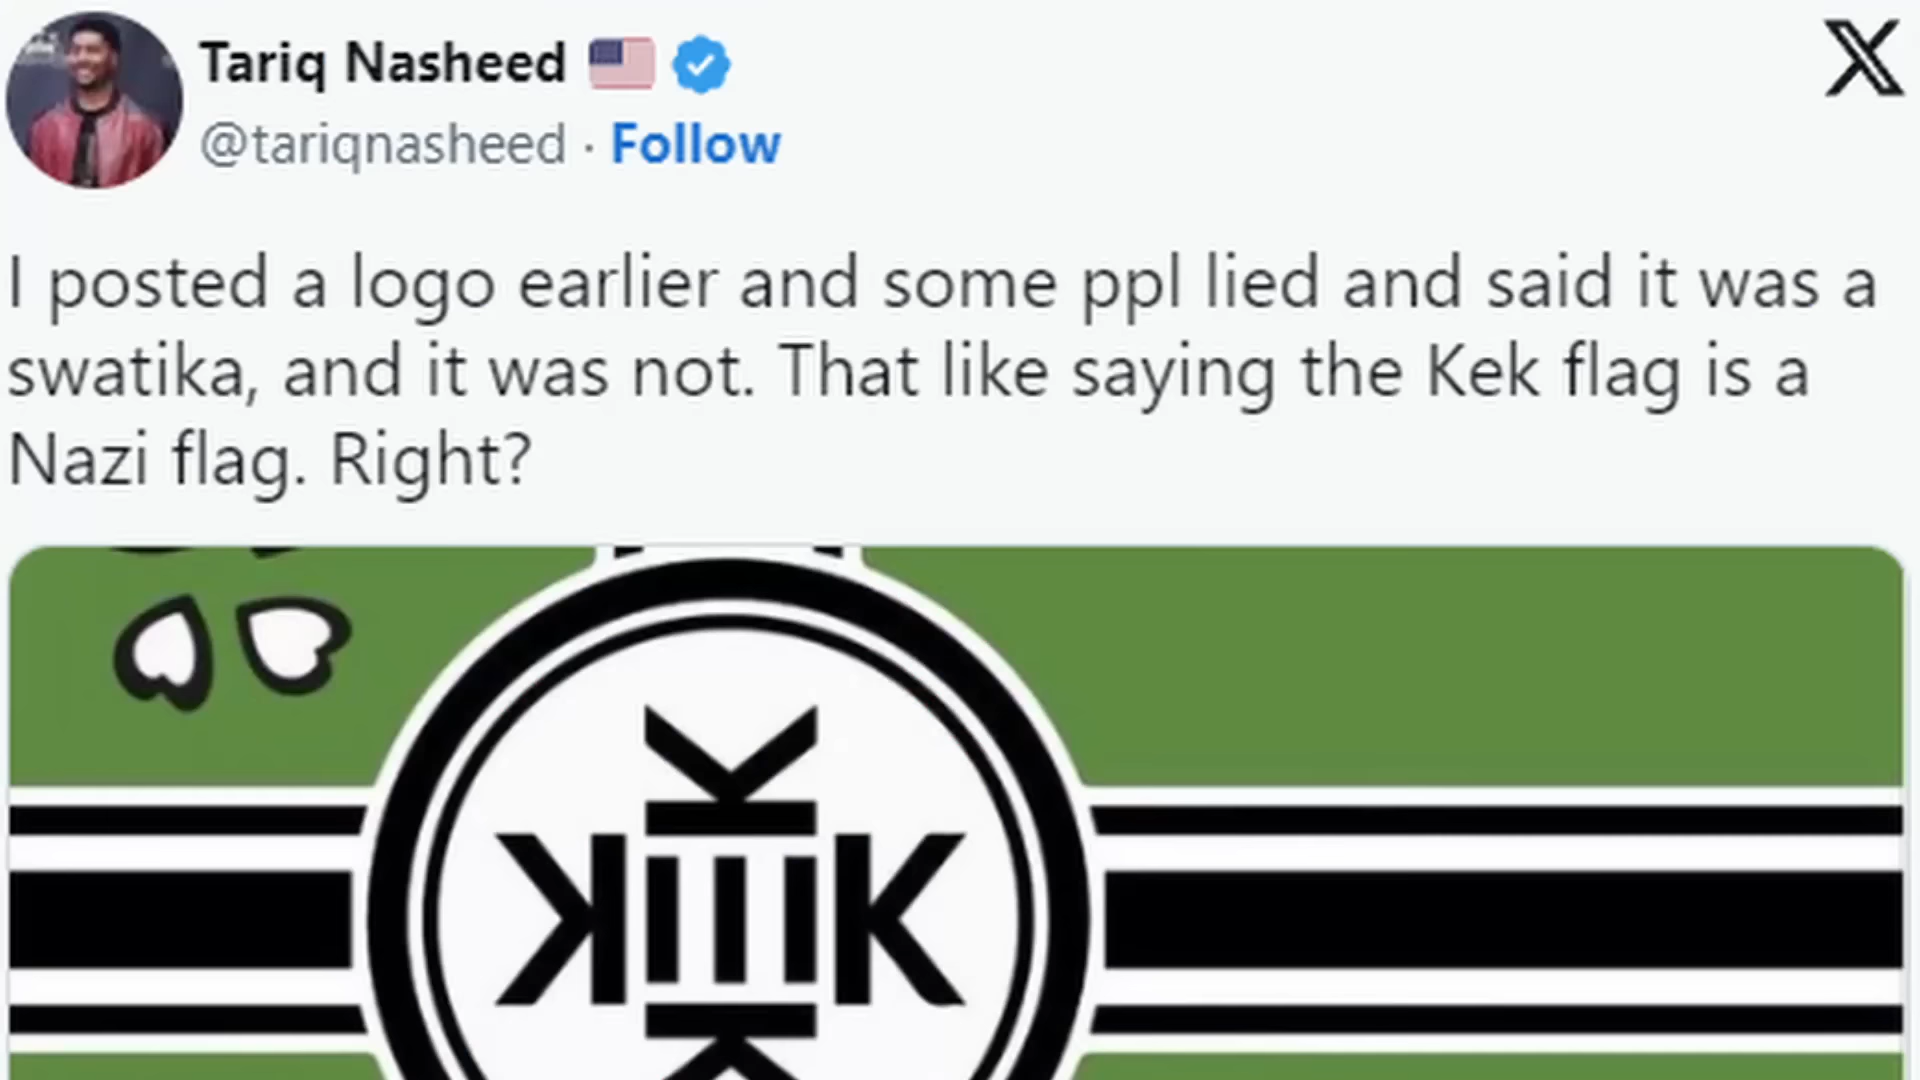 Tariq Nasheed
@tariqnasheed · Follow
I posted a logo earlier and some ppl lied and said it was a
swatika, and it was not. That like saying the Kek flag is a
Nazi flag. Right?
K
K E K
K